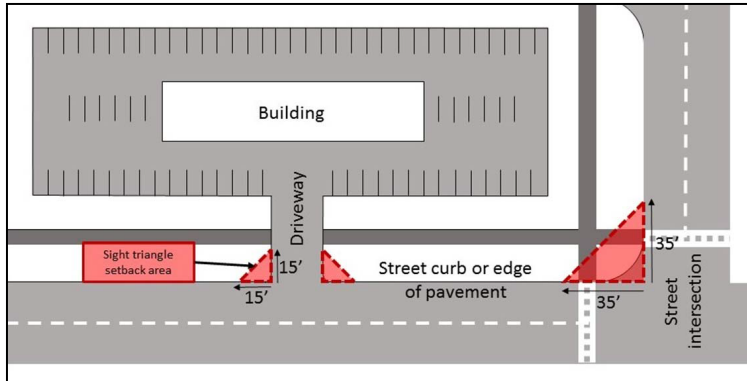 Building
Driveway
Sight triangle
setback area
15’
15’
Street curb or edge
of pavement
35’
35’
Street
intersection